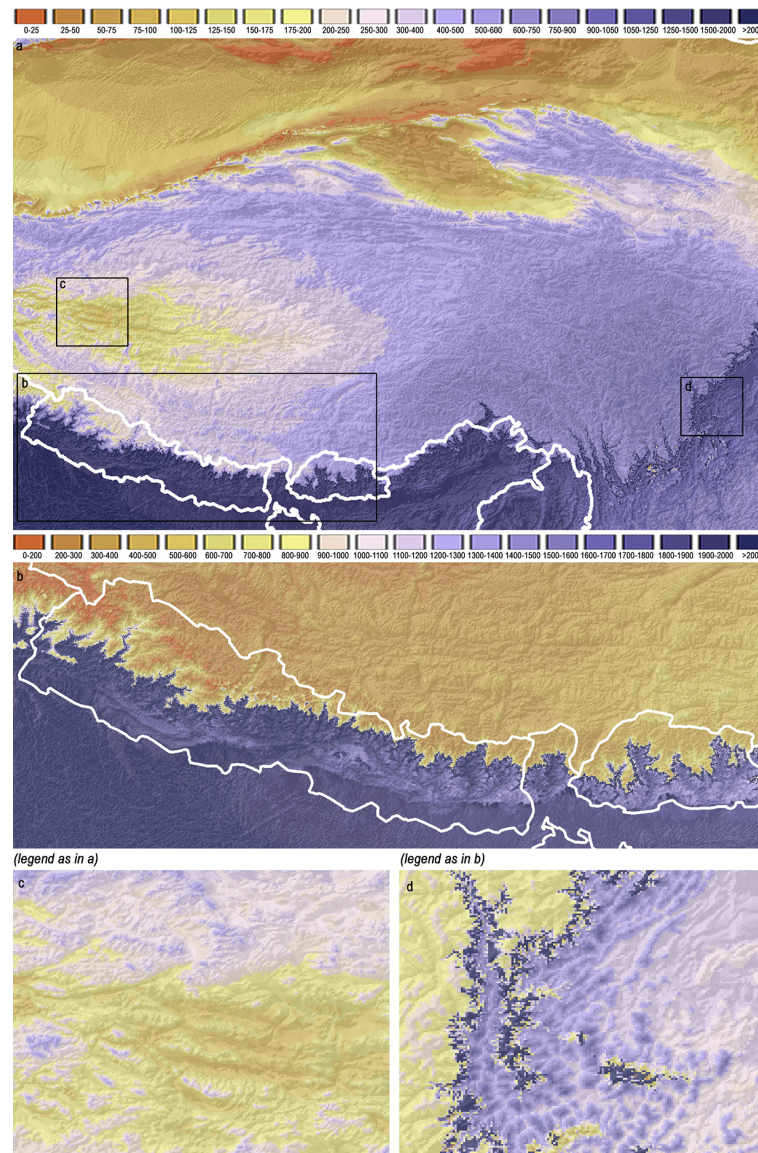 0-25 25-50 50-75 75-100 100-125 125-150 150-175 175-200 200-250 250-300 300-400 400-500 500-600 600-750 750-900 900-1050 1050-1250 1250-1500 1500-2000 >200
a
c
b
d
0-200 200-300 300-400 400-500 500-600 600-700 700-800 800-900 900-1000 1000-1100 1100-1200 1200-1300 1300-1400 1400-1500 1500-1600 1600-1700 1700-1800 1800-1900 1900-2000 >200
b
(legend as in a) (legend as in b)
c d